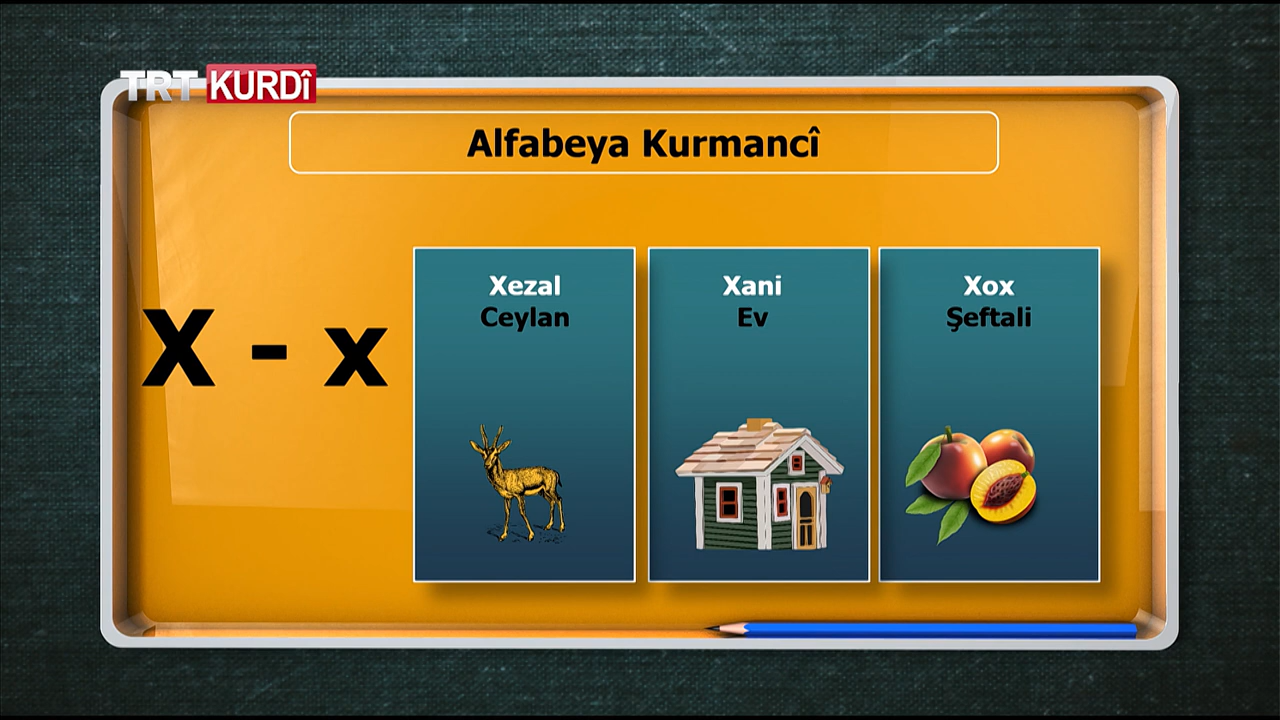 TRT KURDÎ
Alfabeya Kurmancî
X - x
Xezal
Ceylan
Xani
Ev
Xox
Şeftali